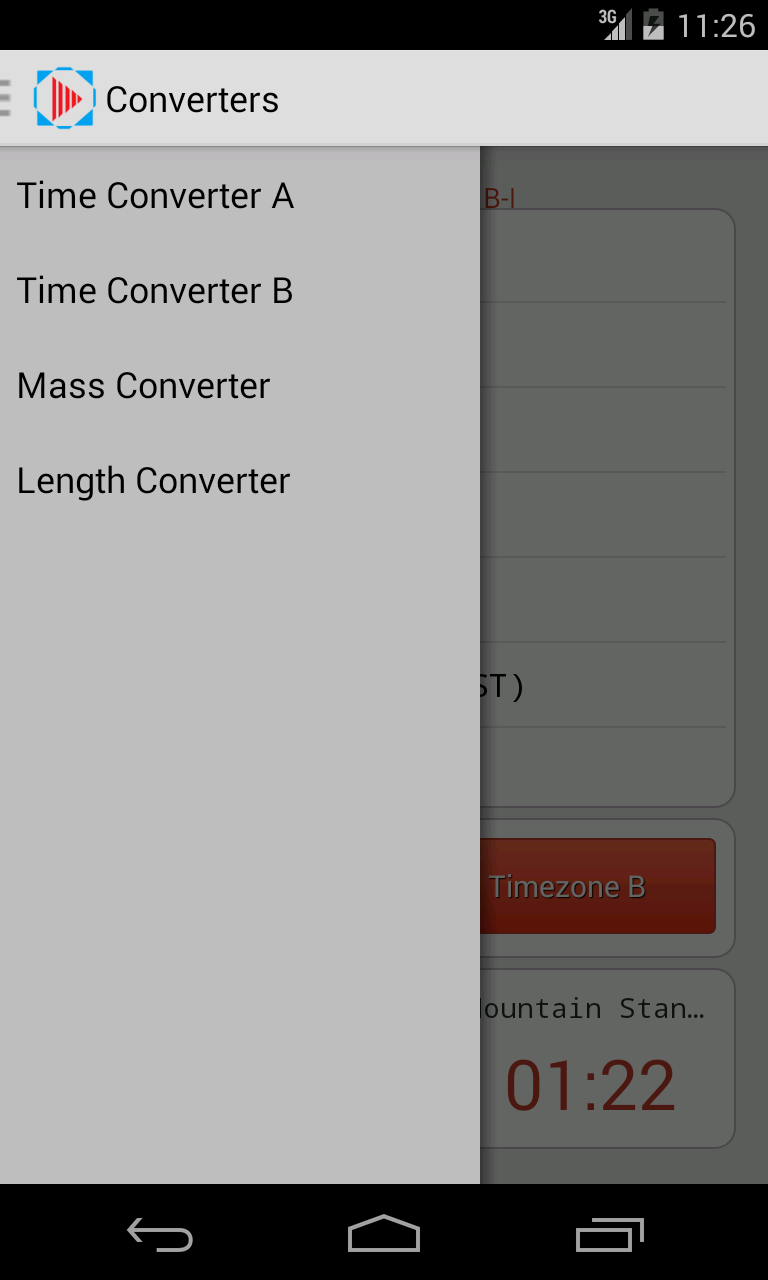 3G 11:26
Converters
Time Converter A
B-I
Time Converter B
Mass Converter
Length Converter
ST)
Timezone B
ountain Stan…
01:22